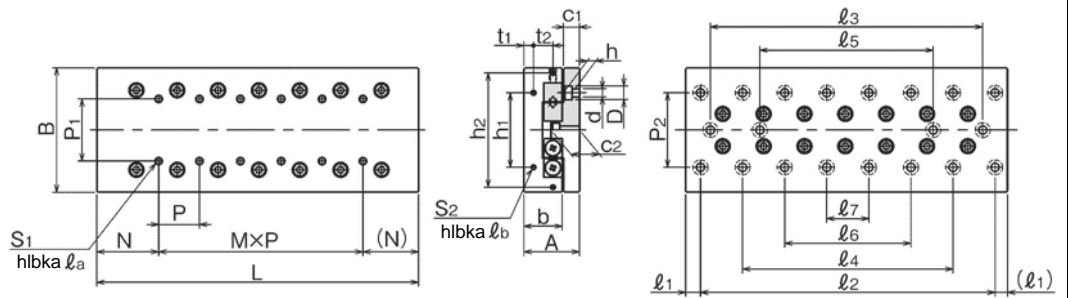 B
P1
S1
hlbka ℓa
P
N
M×P
(N)
L
C1
t1
t2
h
h2
h1
d
D
C2
S2
hlbka ℓb
b
A
ℓ3
ℓ5
P2
ℓ7
ℓ6
ℓ4
ℓ1
ℓ2
(ℓ1)